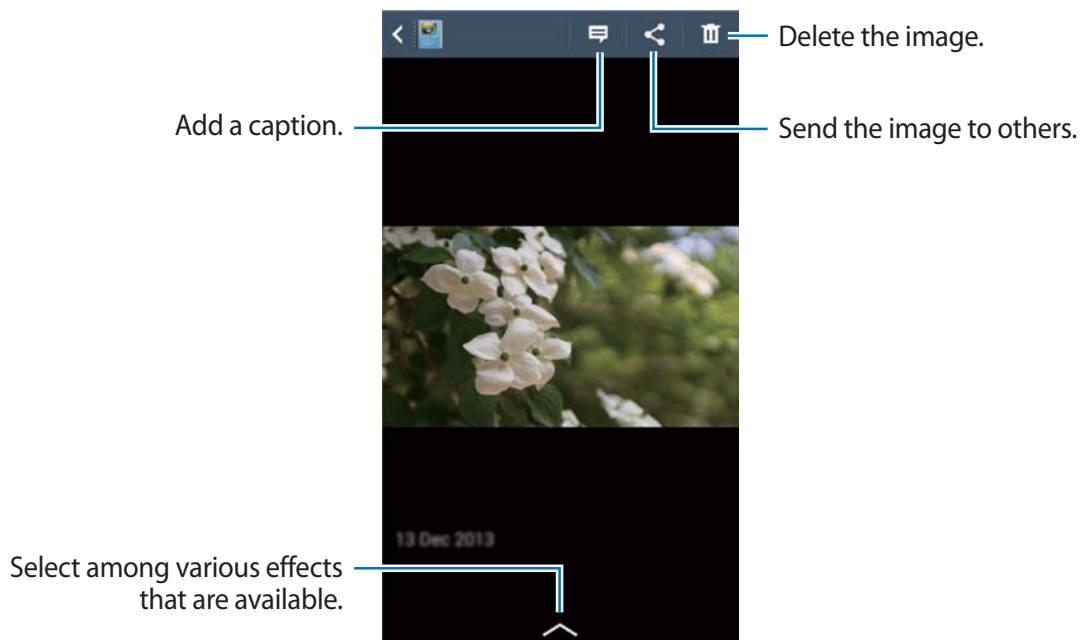 Delete the image.
Add a caption.
Send the image to others.
13 Dec 2013
Select among various effects
that are available.